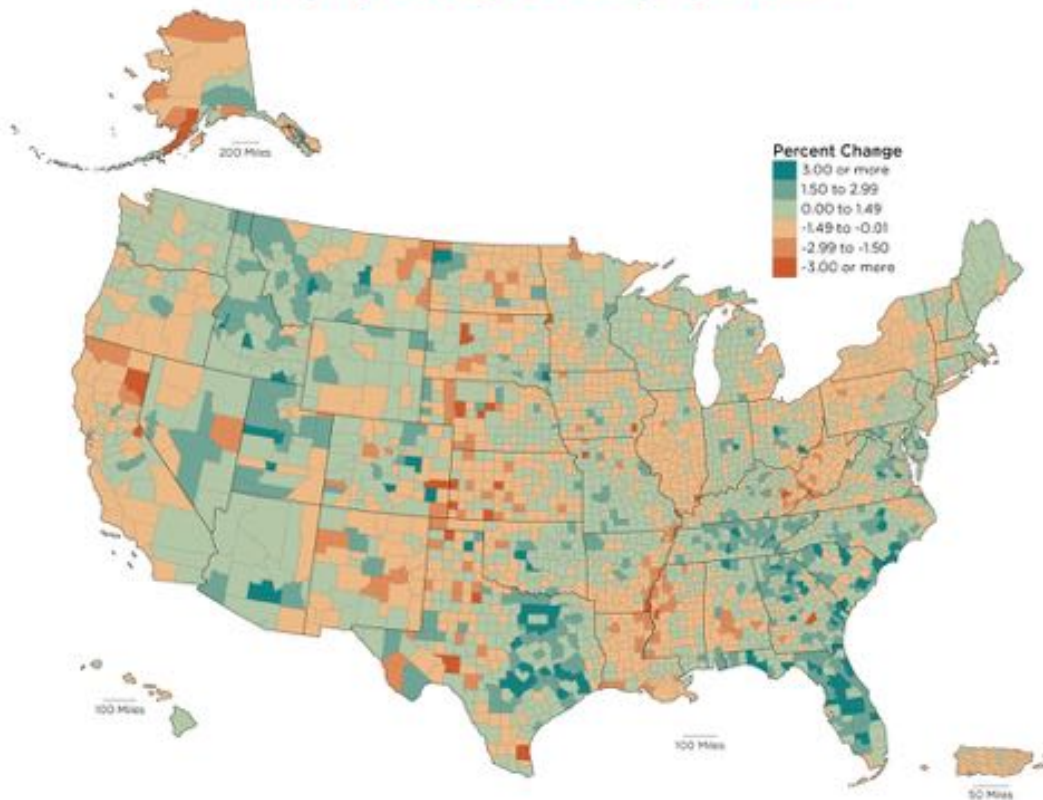 200 Miles
Percent Change
3.00 or more
1.50 to 2.99
0.00 to 1.49
-1.49 to -0.01
-2.99 to -1.50
-3.00 or more
100 Miles
100 Miles
50 Miles